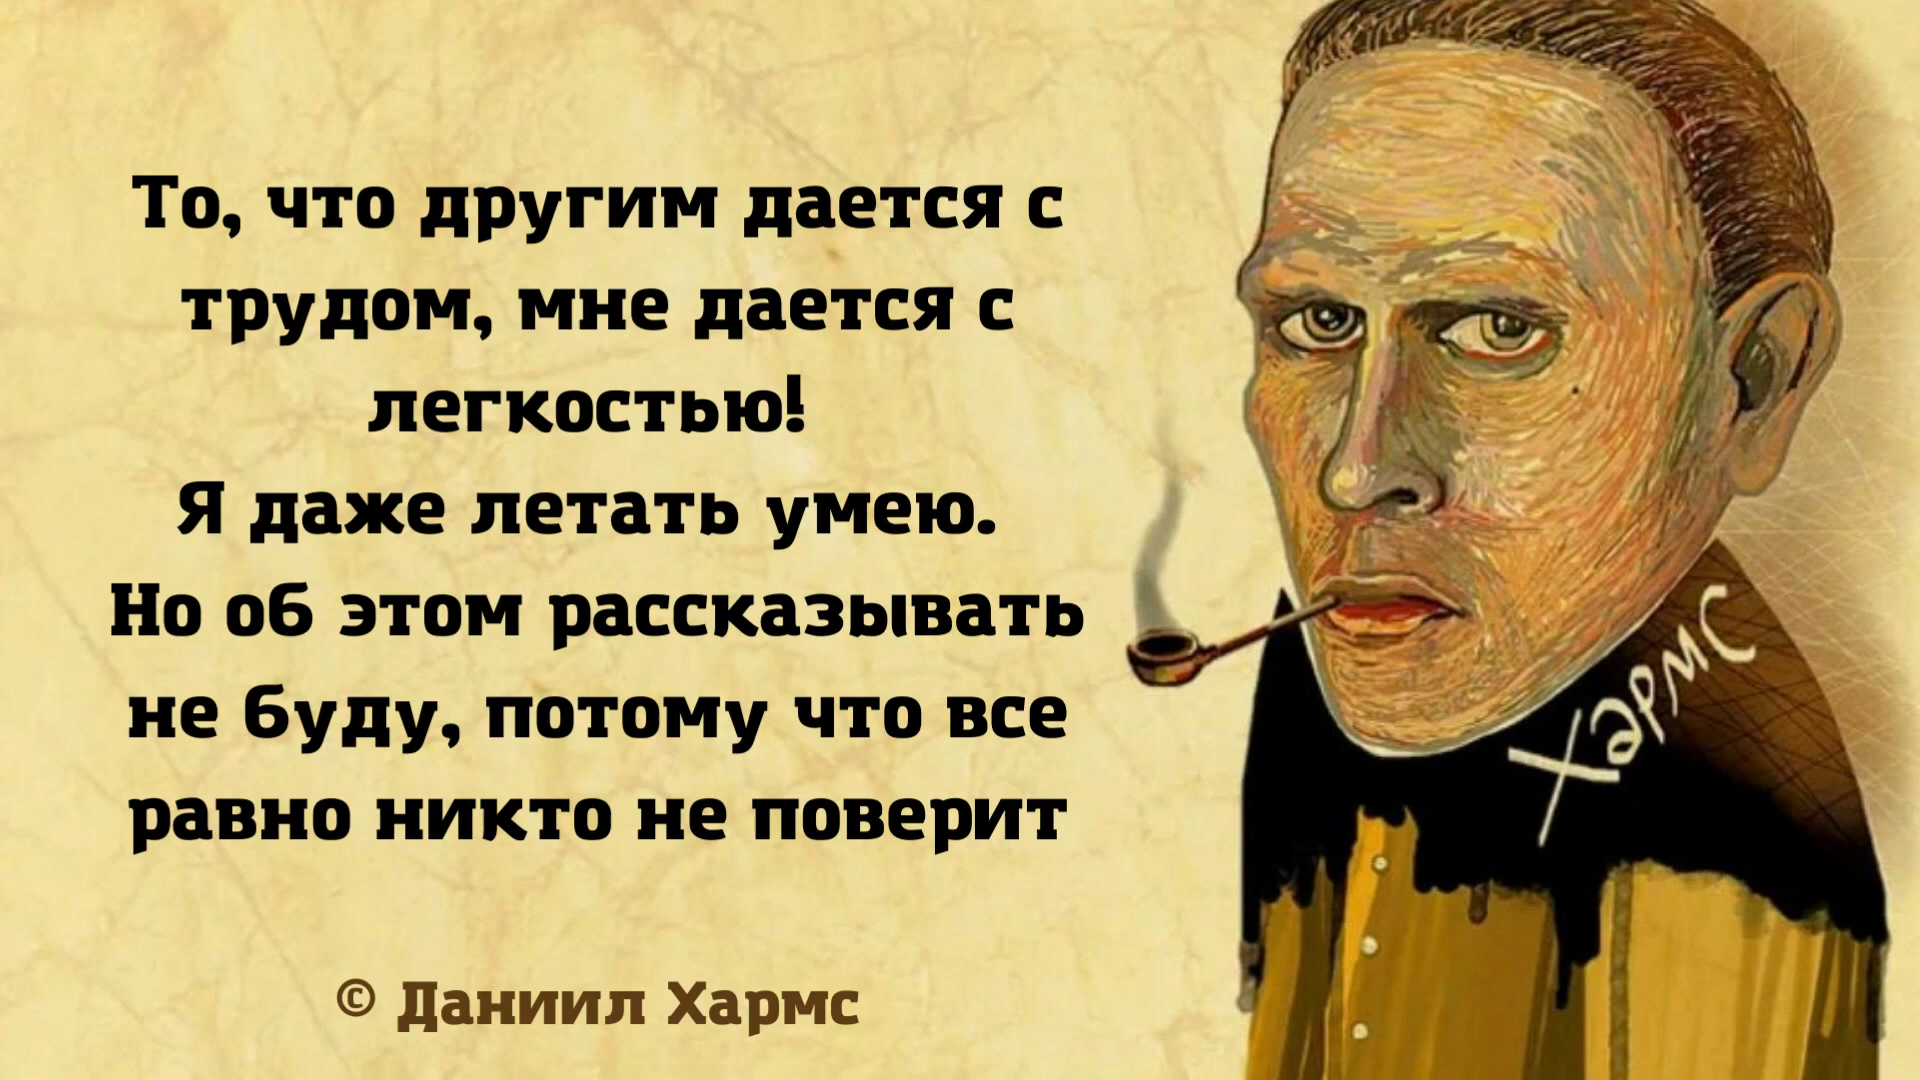 То, что другим дается с
трудом, мне дается с
легкостью!
Я даже летать умею.
Но об этом рассказывать
не буду, потому что все
равно никто не поверит
© Даниил Хармс
Хармс